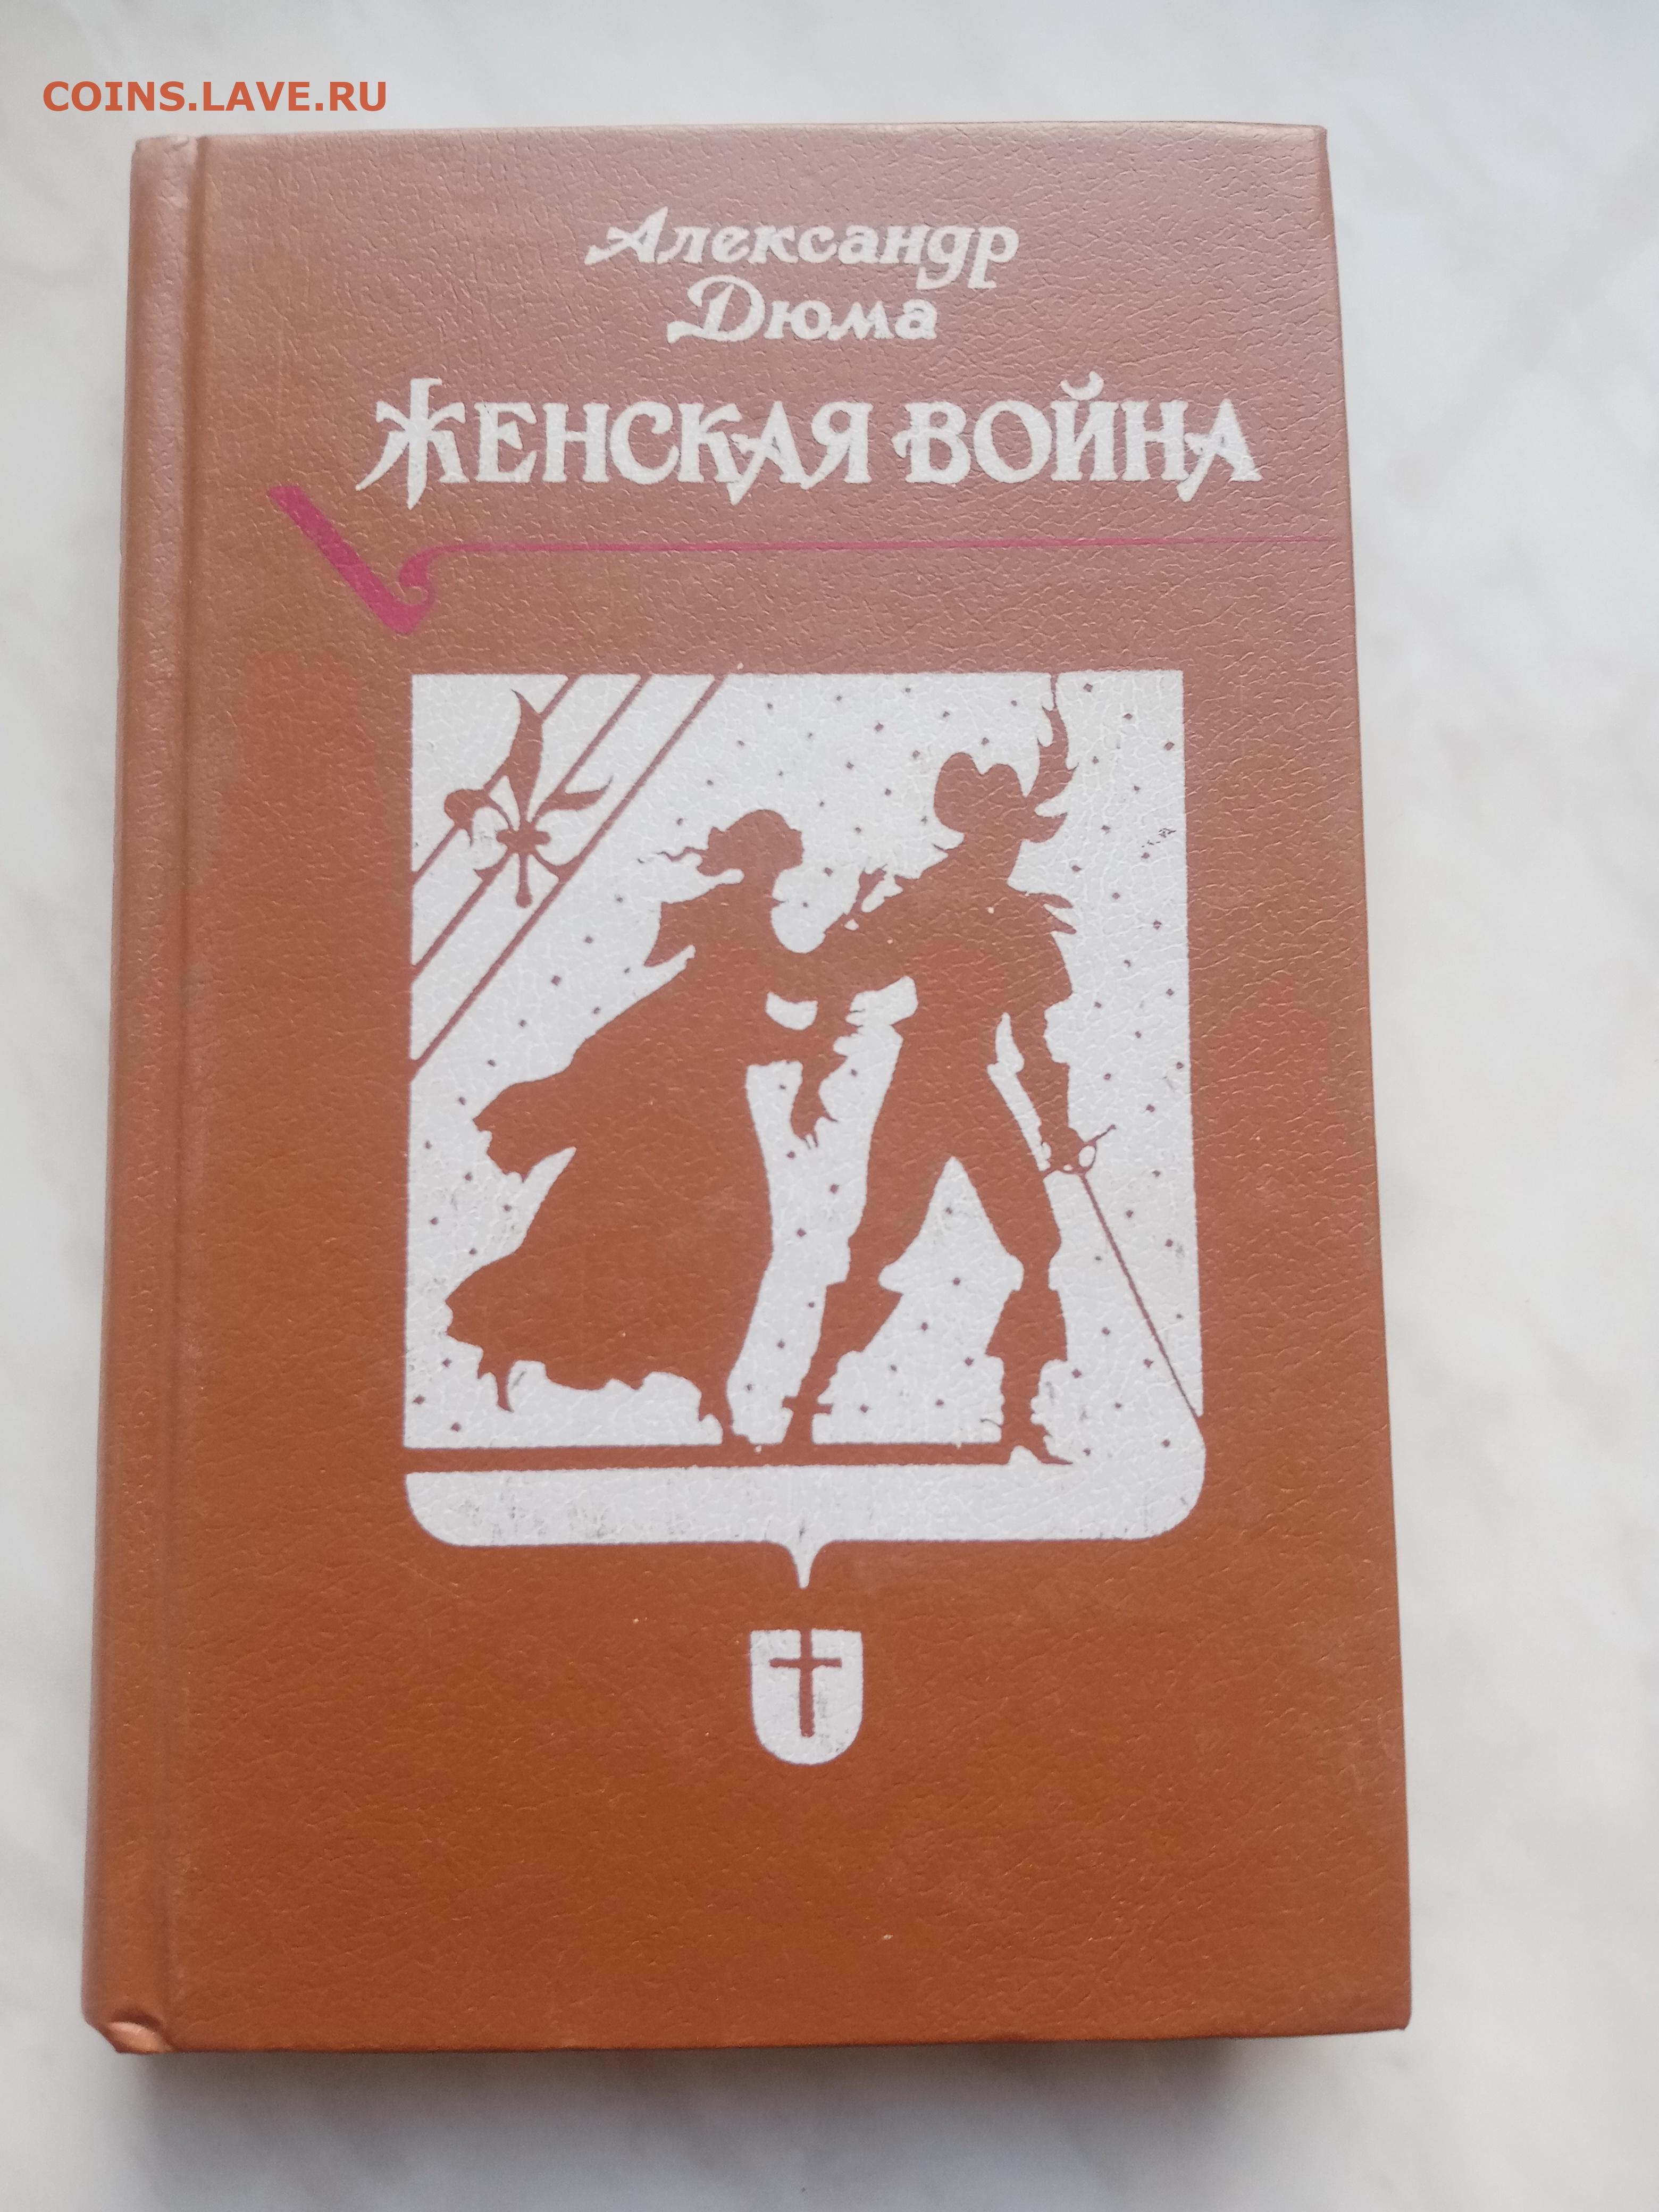 COINS.LAVE.RU
Александр
Дюма
ЖЕНСКАЯ ВОЙНА